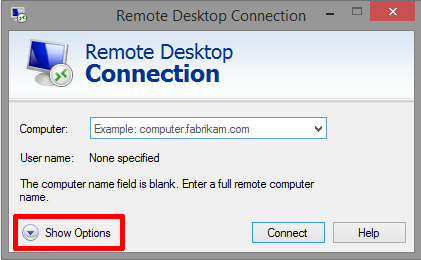 Remote Desktop Connection
Remote Desktop
Connection
Computer: Example: computer.fabrikam.com
User name: None specified
The computer name field is blank. Enter a full remote computer
name.
Show Options Connect Help